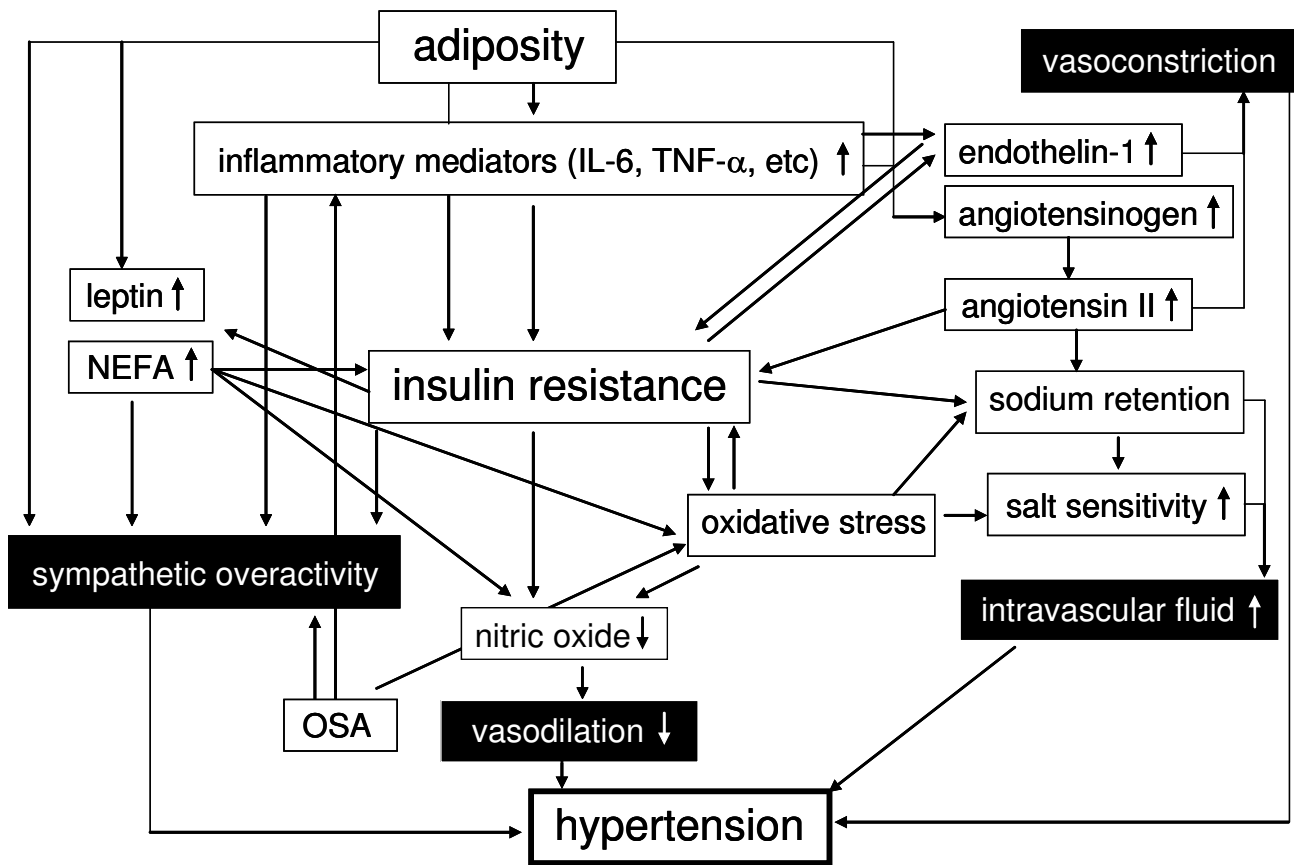 adiposity
vasoconstriction
inflammatory mediators (IL-6, TNF-α, etc) ↑
endothelin-1 ↑
angiotensinogen ↑
leptin ↑
angiotensin II ↑
NEFA ↑
insulin resistance
sodium retention
oxidative stress
salt sensitivity ↑
sympathetic overactivity
nitric oxide ↓
intravascular fluid ↑
OSA
vasodilation ↓
hypertension